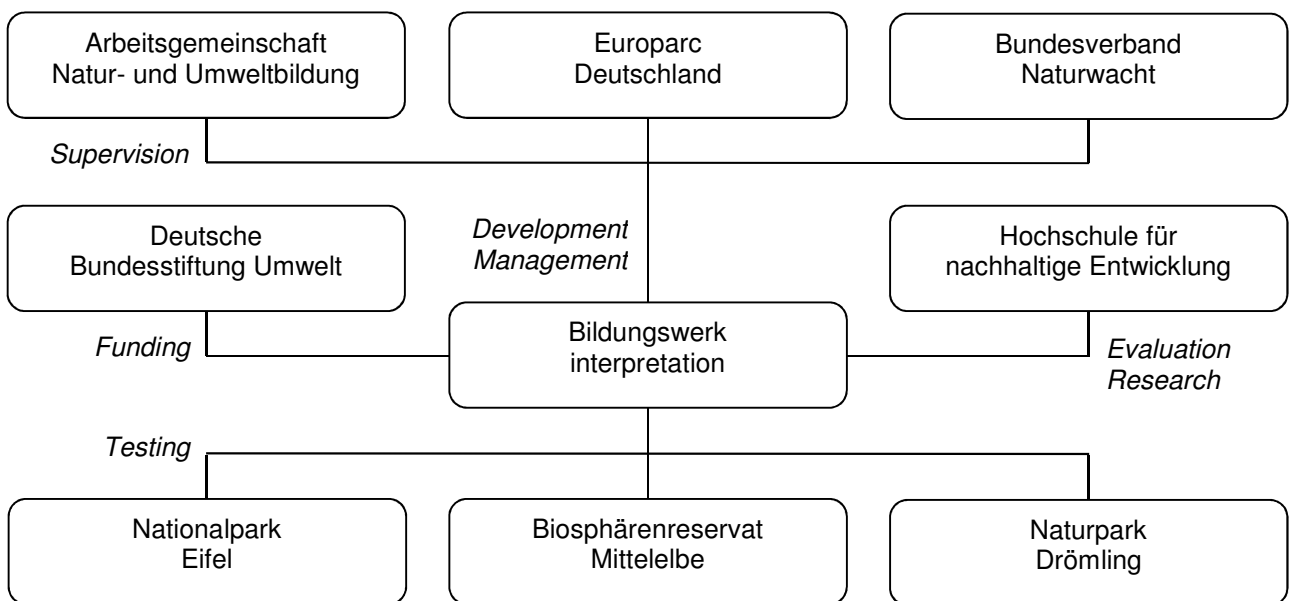 Arbeitsgemeinschaft
Natur- und Umweltbildung
Europarc
Deutschland
Bundesverband
Naturwacht
Supervision
Deutsche
Bundesstiftung Umwelt
Development
Management
Hochschule für
nachhaltige Entwicklung
Funding
Bildungswerk
interpretation
Evaluation
Research
Testing
Nationalpark
Eifel
Biosphärenreservat
Mittelelbe
Naturpark
Drömling